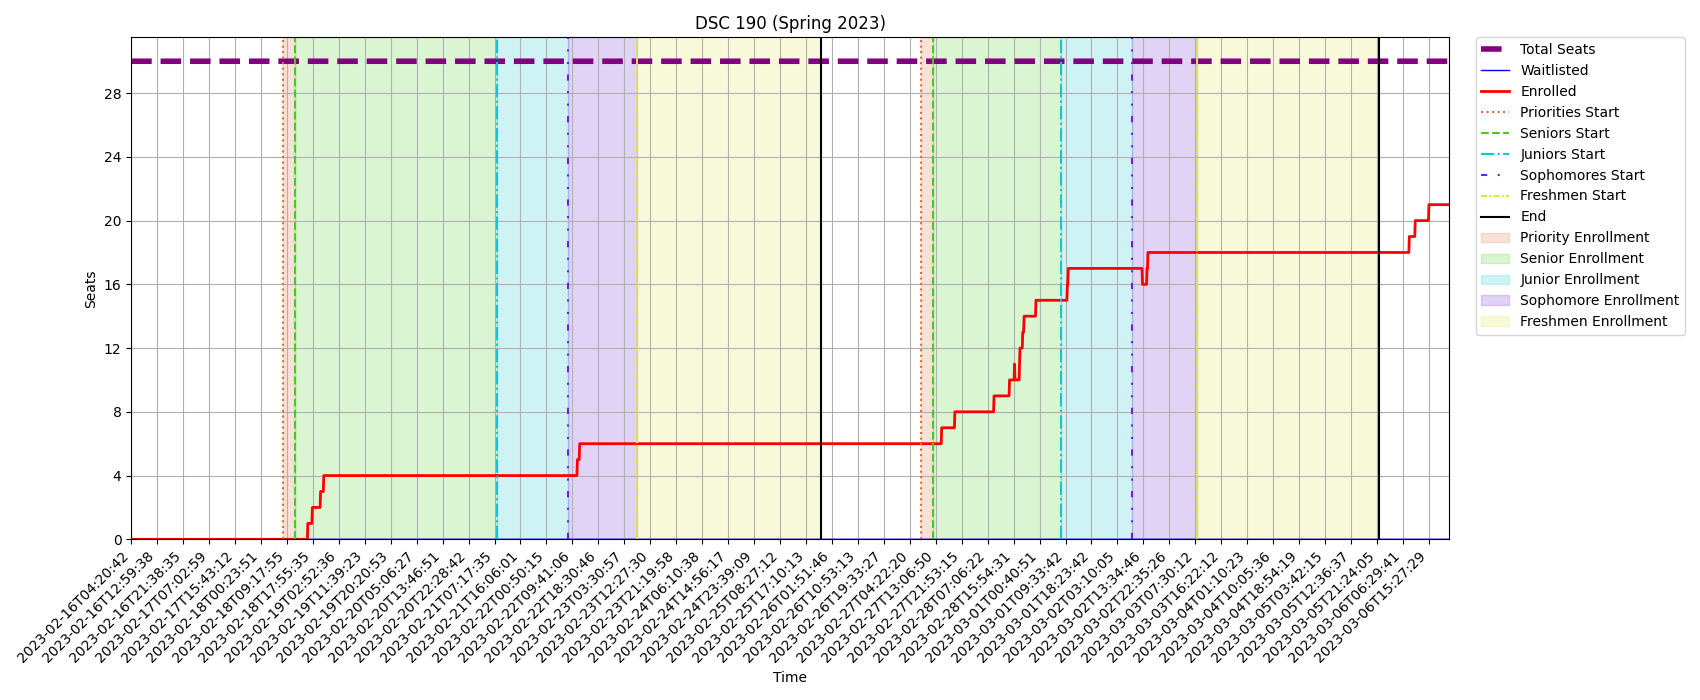 DSC 190 (Spring 2023)
Seats
28
24
20
16
12
8
4
0
2023-02-16T04:20:42
2023-02-16T12:59:38
2023-02-16T21:38:35
2023-02-17T07:02:59
2023-02-17T15:43:12
2023-02-18T00:23:51
2023-02-18T09:17:55
2023-02-18T17:55:35
2023-02-19T02:52:36
2023-02-19T11:39:23
2023-02-19T20:20:53
2023-02-20T05:06:27
2023-02-20T13:46:51
2023-02-20T22:28:42
2023-02-21T07:17:35
2023-02-21T16:06:01
2023-02-22T00:50:15
2023-02-22T09:41:06
2023-02-22T18:30:46
2023-02-23T03:30:57
2023-02-23T12:27:30
2023-02-23T21:19:58
2023-02-24T06:10:38
2023-02-24T14:56:17
2023-02-24T23:39:09
2023-02-25T08:27:12
2023-02-25T17:10:13
2023-02-26T01:51:46
2023-02-26T10:53:13
2023-02-26T19:33:27
2023-02-27T04:22:20
2023-02-27T13:06:50
2023-02-27T21:53:15
2023-02-28T07:06:22
2023-02-28T15:54:31
2023-03-01T00:40:51
2023-03-01T09:33:42
2023-03-01T18:23:42
2023-03-02T03:10:05
2023-03-02T13:34:46
2023-03-02T22:35:26
2023-03-03T07:30:12
2023-03-03T16:22:12
2023-03-04T01:10:23
2023-03-04T10:05:36
2023-03-04T18:54:19
2023-03-05T03:42:15
2023-03-05T12:36:37
2023-03-05T21:24:05
2023-03-06T06:29:41
2023-03-06T15:27:29
Time
Total Seats
Waitlisted
Enrolled
Priorities Start
Seniors Start
Juniors Start
Sophomores Start
Freshmen Start
End
Priority Enrollment
Senior Enrollment
Junior Enrollment
Sophomore Enrollment
Freshmen Enrollment